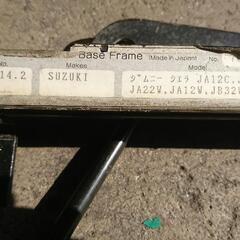 Base Frame (Made in Japan) No.
No. Makes Model
14.2 SUZUKI ジムニー シエラ JA12C..
JA22W,JA12W,JB32W